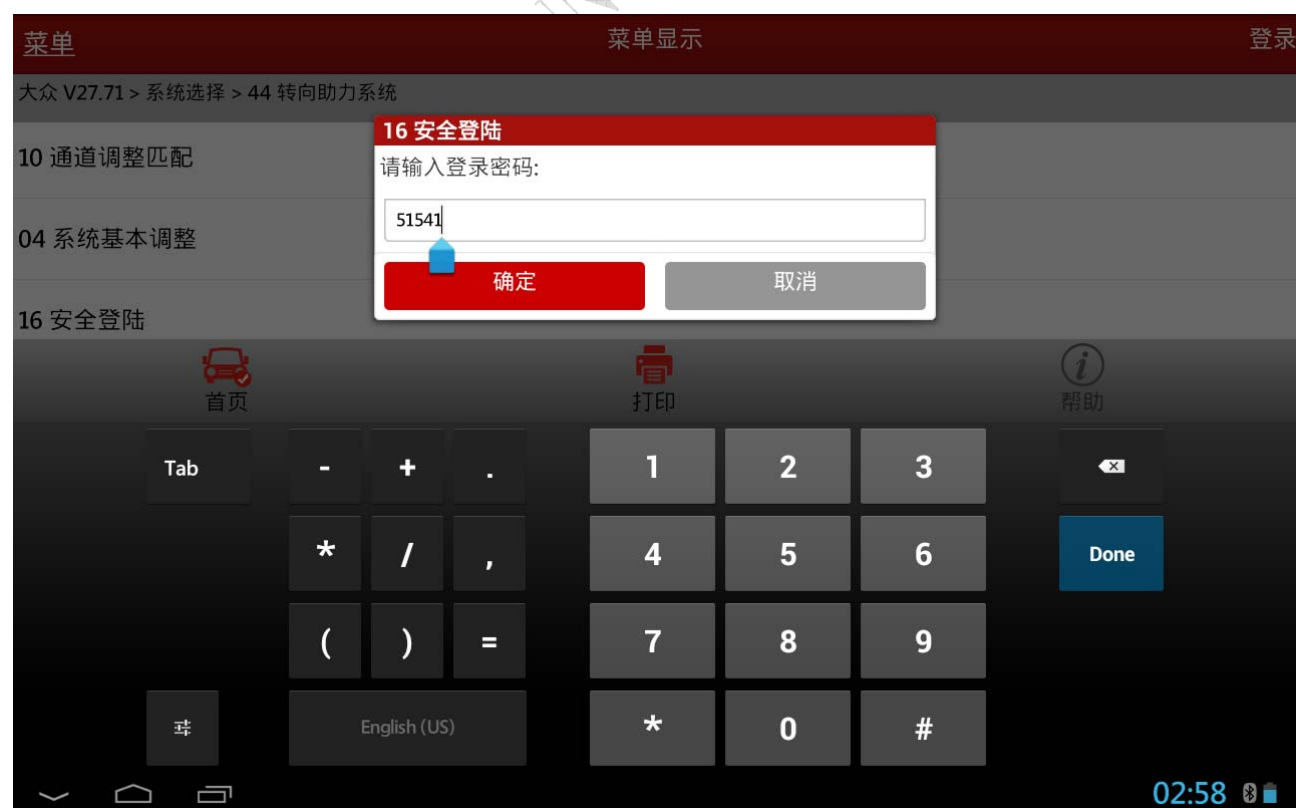 菜单
菜单显示
登录
大众 V27.71 > 系统选择 > 44 转向助力系统
16 安全登陆
10 通道调整匹配
请输入登录密码:
51541
04 系统基本调整
确定
取消
16 安全登陆
首页
打印
帮助
Tab - + . 1 2 3
* / , 4 5 6 Done
( ) = 7 8 9
English (US) * 0 #
02:58